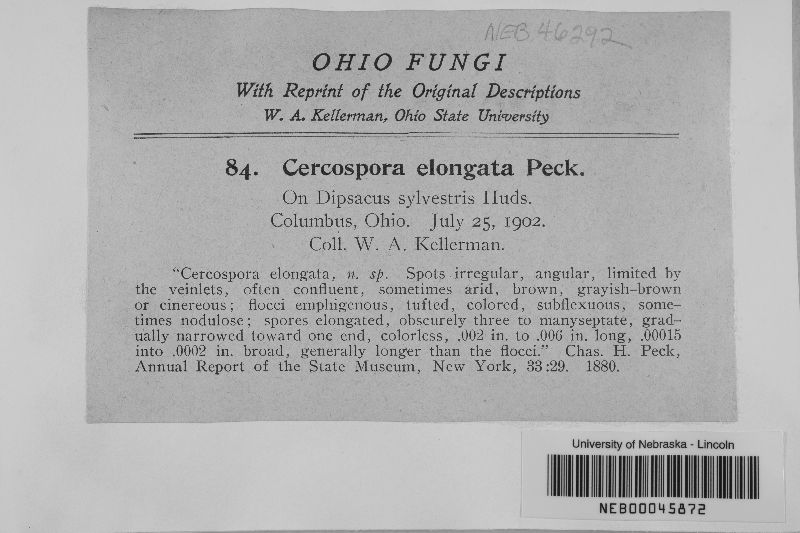 NEB 46292
OHIO FUNGI
With Reprint of the Original Descriptions
W. A. Kellerman, Ohio State University
84. Cercospora elongata Peck.
On Dipsacus sylvestris Huds.
Columbus, Ohio. July 25, 1902.
Coll. W. A. Kellerman.
"Cercospora elongata, n. sp. Spots irregular, angular, limited by
the veinlets, often confluent, sometimes arid, brown, grayish-brown
or cinereous; flocci emphigenous, tufted, colored, subflexuous, some-
times nodulose; spores elongated, obscurely three to manyseptate, grad-
ually narrowed toward one end, colorless, .002 in. to .006 in. long, .00015
into .0002 in. broad, generally longer than the flocci." Chas. H. Peck,
Annual Report of the State Museum, New York, 33:29. 1880.
University of Nebraska - Lincoln
NEB00045872